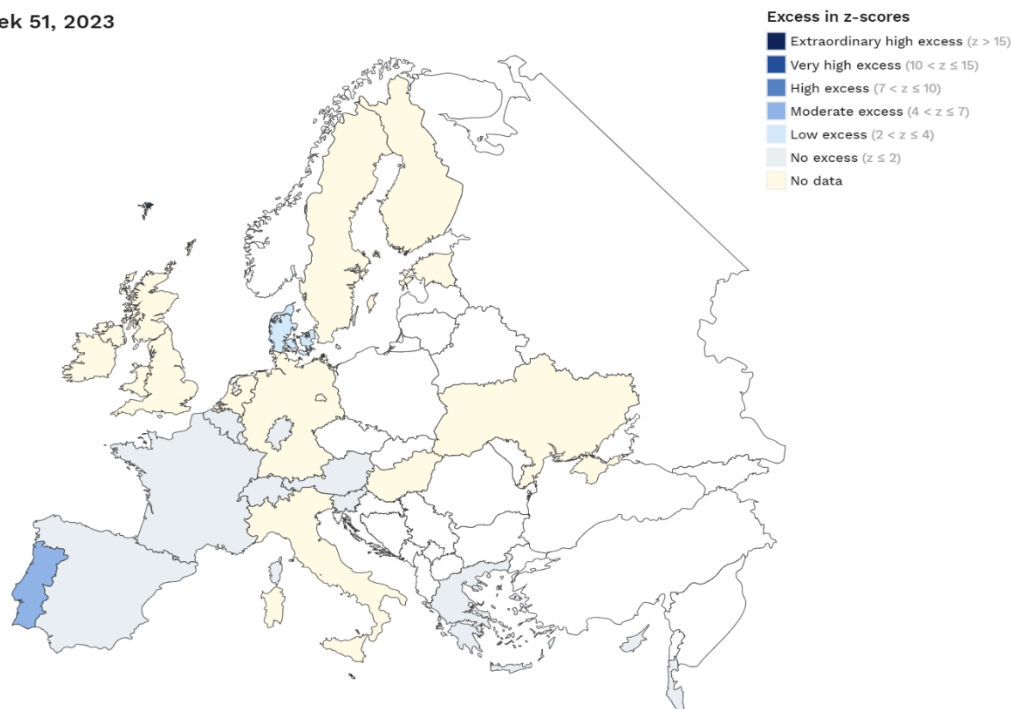 ek 51, 2023
Excess in z-scores
Extraordinary high excess (z > 15)
Very high excess (10 < z ≤ 15)
High excess (7 < z ≤ 10)
Moderate excess (4 < z ≤ 7)
Low excess (2 < z ≤ 4)
No excess (z ≤ 2)
No data